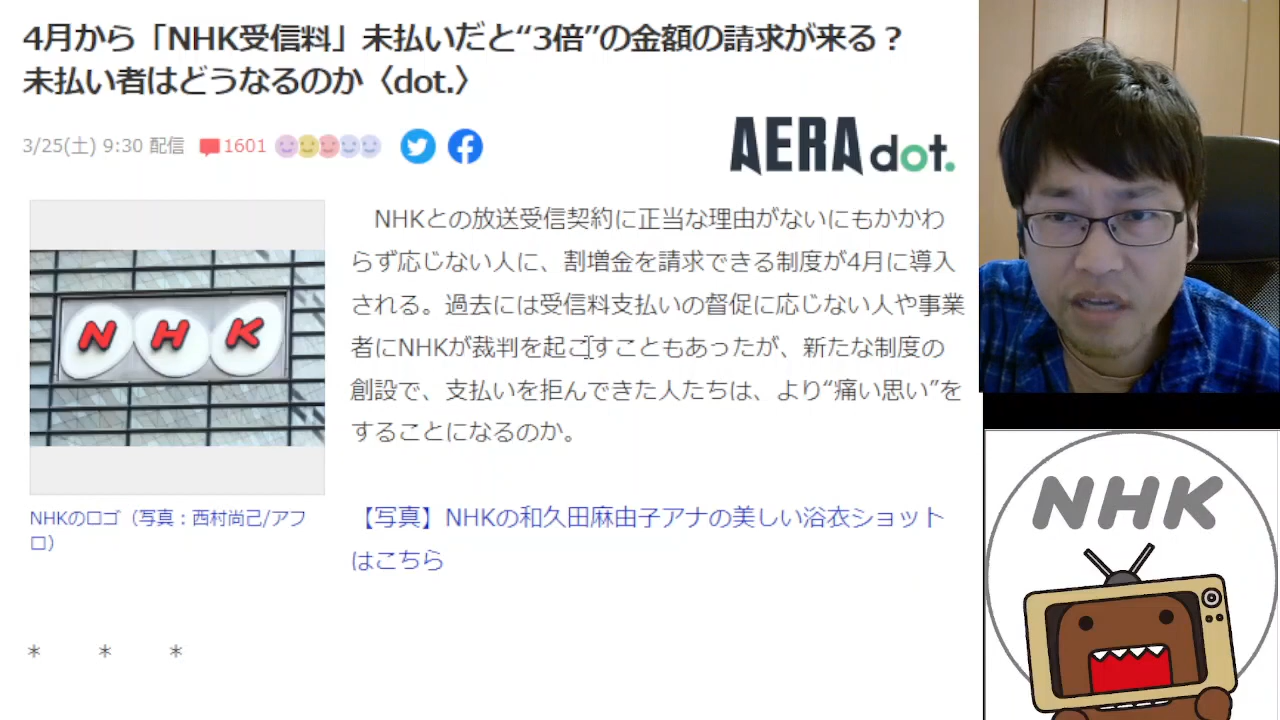 4月から「NHK受信料」未払いだと“3倍”の金額の請求が来る？
未払い者はどうなるのか〈dot.〉
3/25(土) 9:30 配信 1601
AERA dot.
NHK
NHKのロゴ（写真：西村尚己/アフ
ロ）
　NHKとの放送受信契約に正当な理由がないにもかかわ
らず応じない人に、割増金を請求できる制度が4月に導入
される。過去には受信料支払いの督促に応じない人や事業
者にNHKが裁判を起こすこともあったが、新たな制度の
創設で、支払いを拒んできた人たちは、より“痛い思い”を
することになるのか。
【写真】NHKの和久田麻由子アナの美しい浴衣ショット
はこちら
＊　＊　＊
NHK